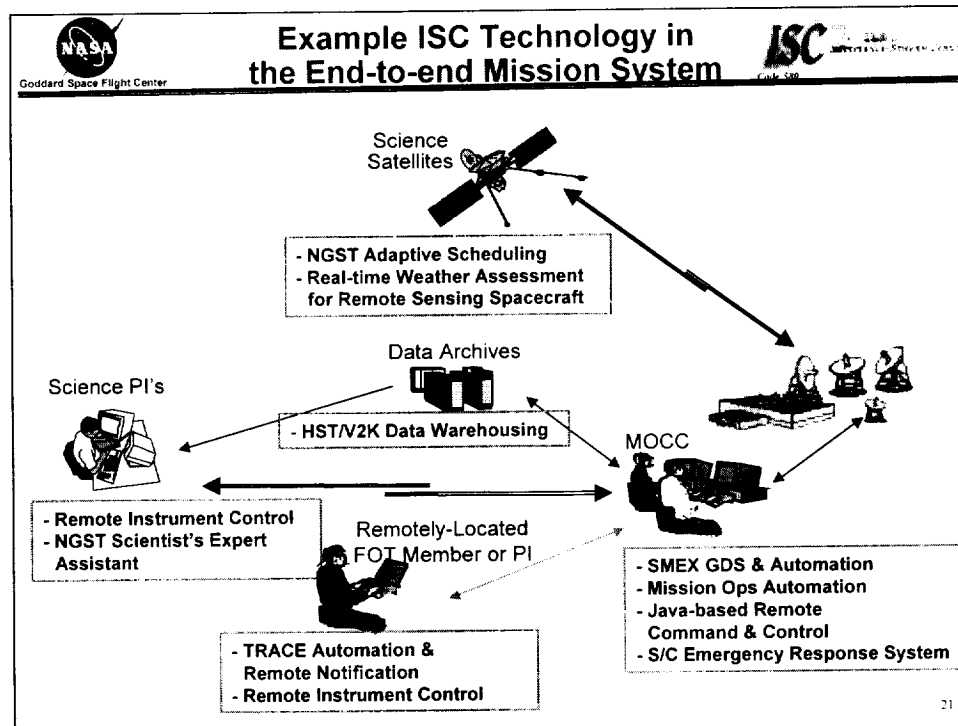 NASA
Goddard Space Flight Center
Example ISC Technology in
the End-to-end Mission System
ISC
Code 580
Science
Satellites
- NGST Adaptive Scheduling
- Real-time Weather Assessment
for Remote Sensing Spacecraft
Data Archives
- HST/V2K Data Warehousing
Science PI's
- Remote Instrument Control
- NGST Scientist's Expert
Assistant
Remotely-Located
FOT Member or PI
- TRACE Automation &
Remote Notification
- Remote Instrument Control
MOCC
- SMEX GDS & Automation
- Mission Ops Automation
- Java-based Remote
Command & Control
- S/C Emergency Response System
21